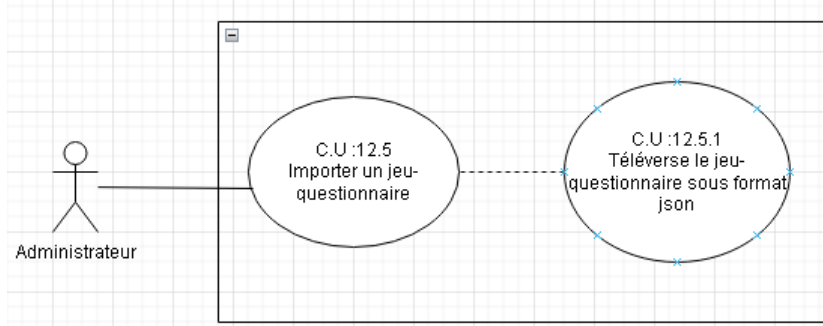 C.U :12.5
Importer un jeu-
questionnaire
C.U :12.5.1
Téléverse le jeu-
questionnaire sous format
json
Administrateur